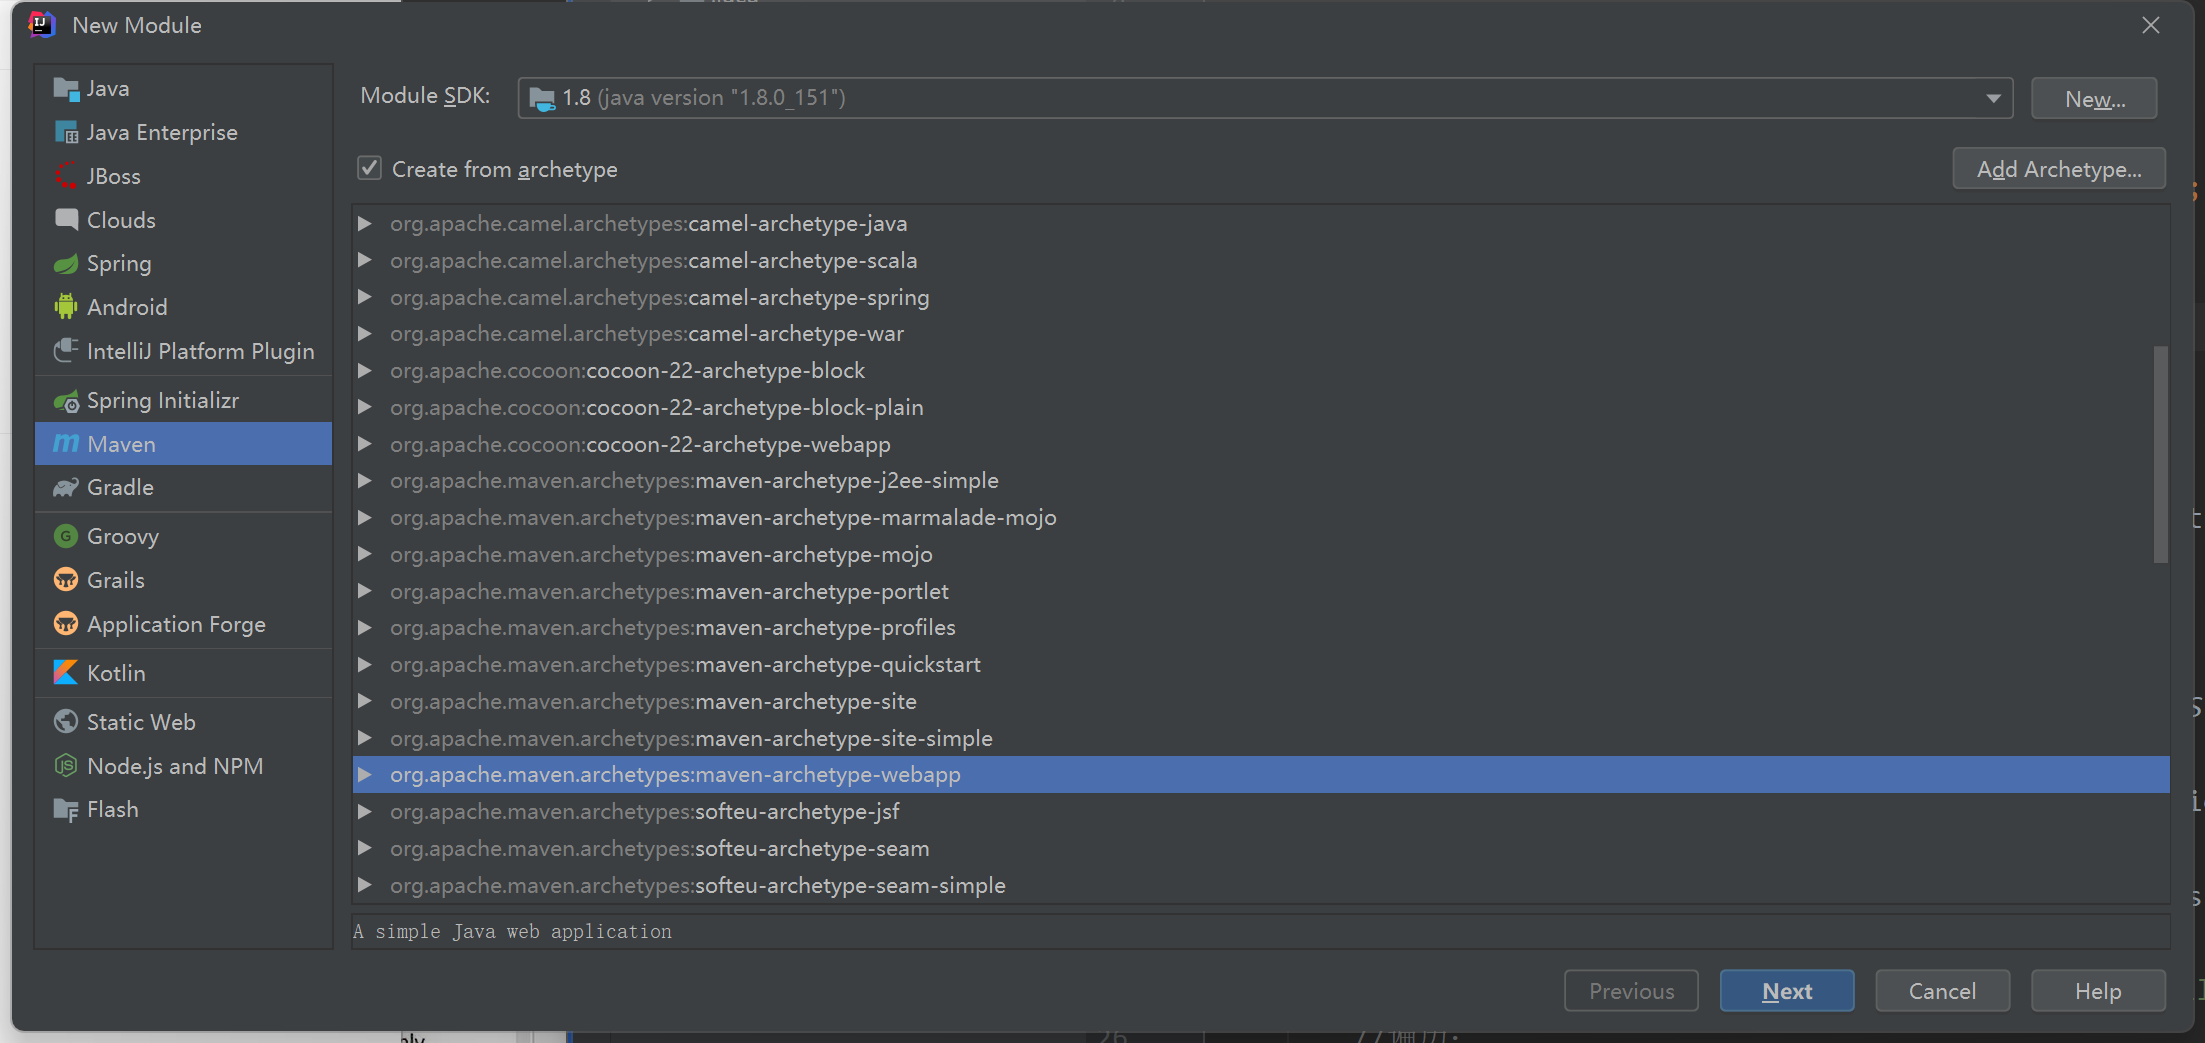 New Module
Java
Java Enterprise
JBoss
Clouds
Spring
Android
IntelliJ Platform Plugin
Spring Initializr
Maven
Gradle
Groovy
Grails
Application Forge
Kotlin
Static Web
Node.js and NPM
Flash
Module SDK:
1.8 (java version "1.8.0_151")
New...
Create from archetype
Add Archetype...
org.apache.camel.archetypes:camel-archetype-java
org.apache.camel.archetypes:camel-archetype-scala
org.apache.camel.archetypes:camel-archetype-spring
org.apache.camel.archetypes:camel-archetype-war
org.apache.cocoon:cocoon-22-archetype-block
org.apache.cocoon:cocoon-22-archetype-block-plain
org.apache.cocoon:cocoon-22-archetype-webapp
org.apache.maven.archetypes:maven-archetype-j2ee-simple
org.apache.maven.archetypes:maven-archetype-marmalade-mojo
org.apache.maven.archetypes:maven-archetype-mojo
org.apache.maven.archetypes:maven-archetype-portlet
org.apache.maven.archetypes:maven-archetype-profiles
org.apache.maven.archetypes:maven-archetype-quickstart
org.apache.maven.archetypes:maven-archetype-site
org.apache.maven.archetypes:maven-archetype-site-simple
org.apache.maven.archetypes:maven-archetype-webapp
org.apache.maven.archetypes:softeu-archetype-jsf
org.apache.maven.archetypes:softeu-archetype-seam
org.apache.maven.archetypes:softeu-archetype-seam-simple
A simple Java web application
Previous
Next
Cancel
Help